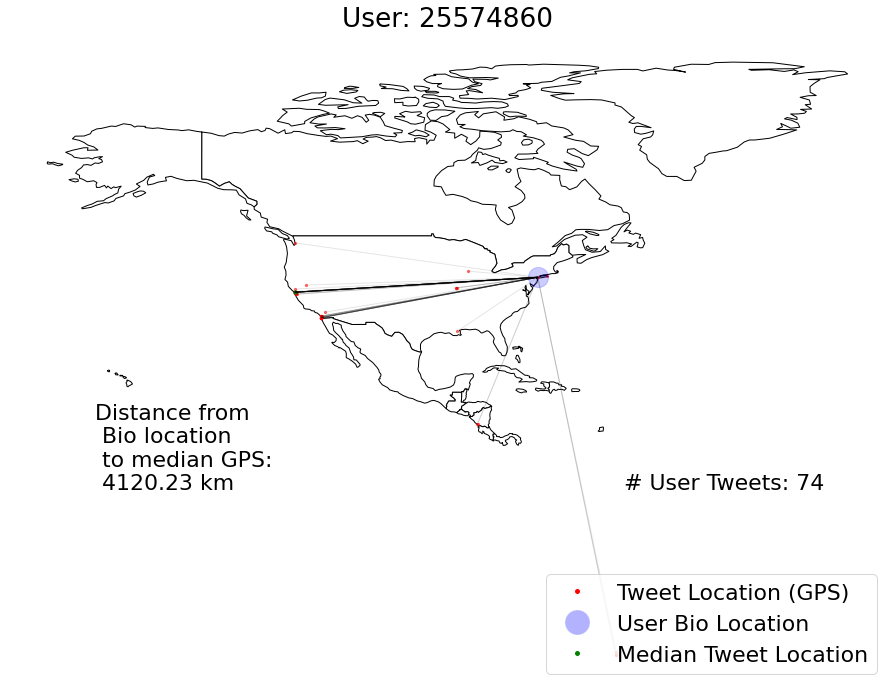 User: 25574860
Distance from
Bio location
to median GPS:
4120.23 km
# User Tweets: 74
Tweet Location (GPS)
User Bio Location
Median Tweet Location